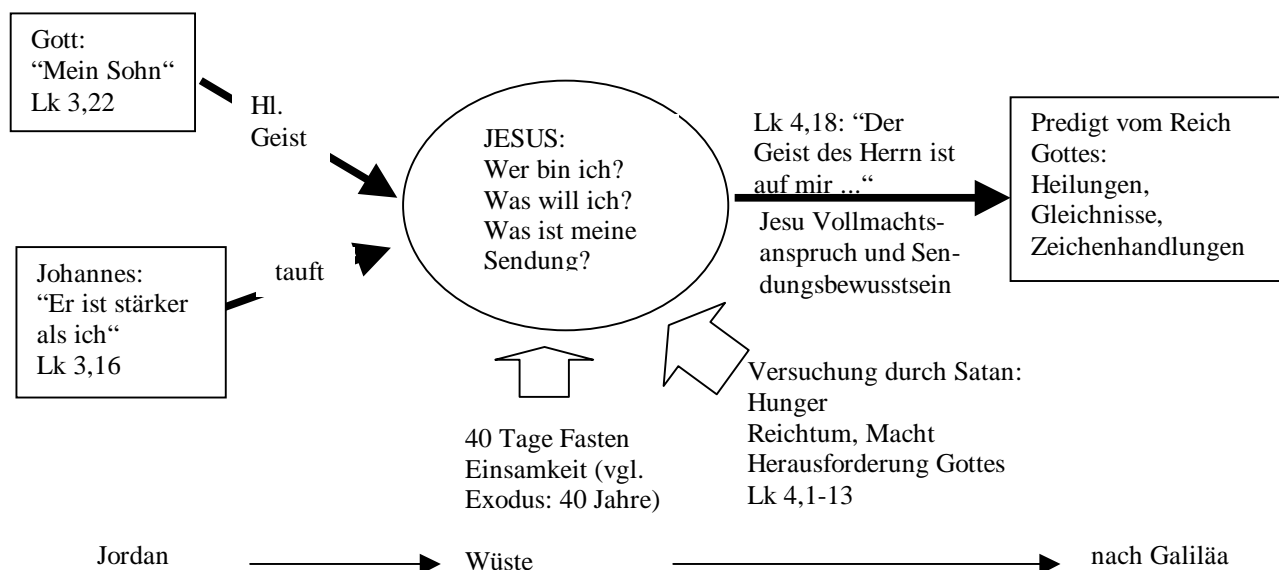 Gott:
“Mein Sohn“
Lk 3,22
Hl.
Geist
Johannes:
“Er ist stärker
als ich“
Lk 3,16
tauft
JESUS:
Wer bin ich?
Was will ich?
Was ist meine
Sendung?
Lk 4,18: “Der
Geist des Herrn ist
auf mir ...“
Jesu Vollmachts-
anspruch und Sen-
dungsbewusstsein
Predigt vom Reich
Gottes:
Heilungen,
Gleichnisse,
Zeichenhandlungen
40 Tage Fasten
Einsamkeit (vgl.
Exodus: 40 Jahre)
Versuchung durch Satan:
Hunger
Reichtum, Macht
Herausforderung Gottes
Lk 4,1-13
Jordan
Wüste
nach Galiläa